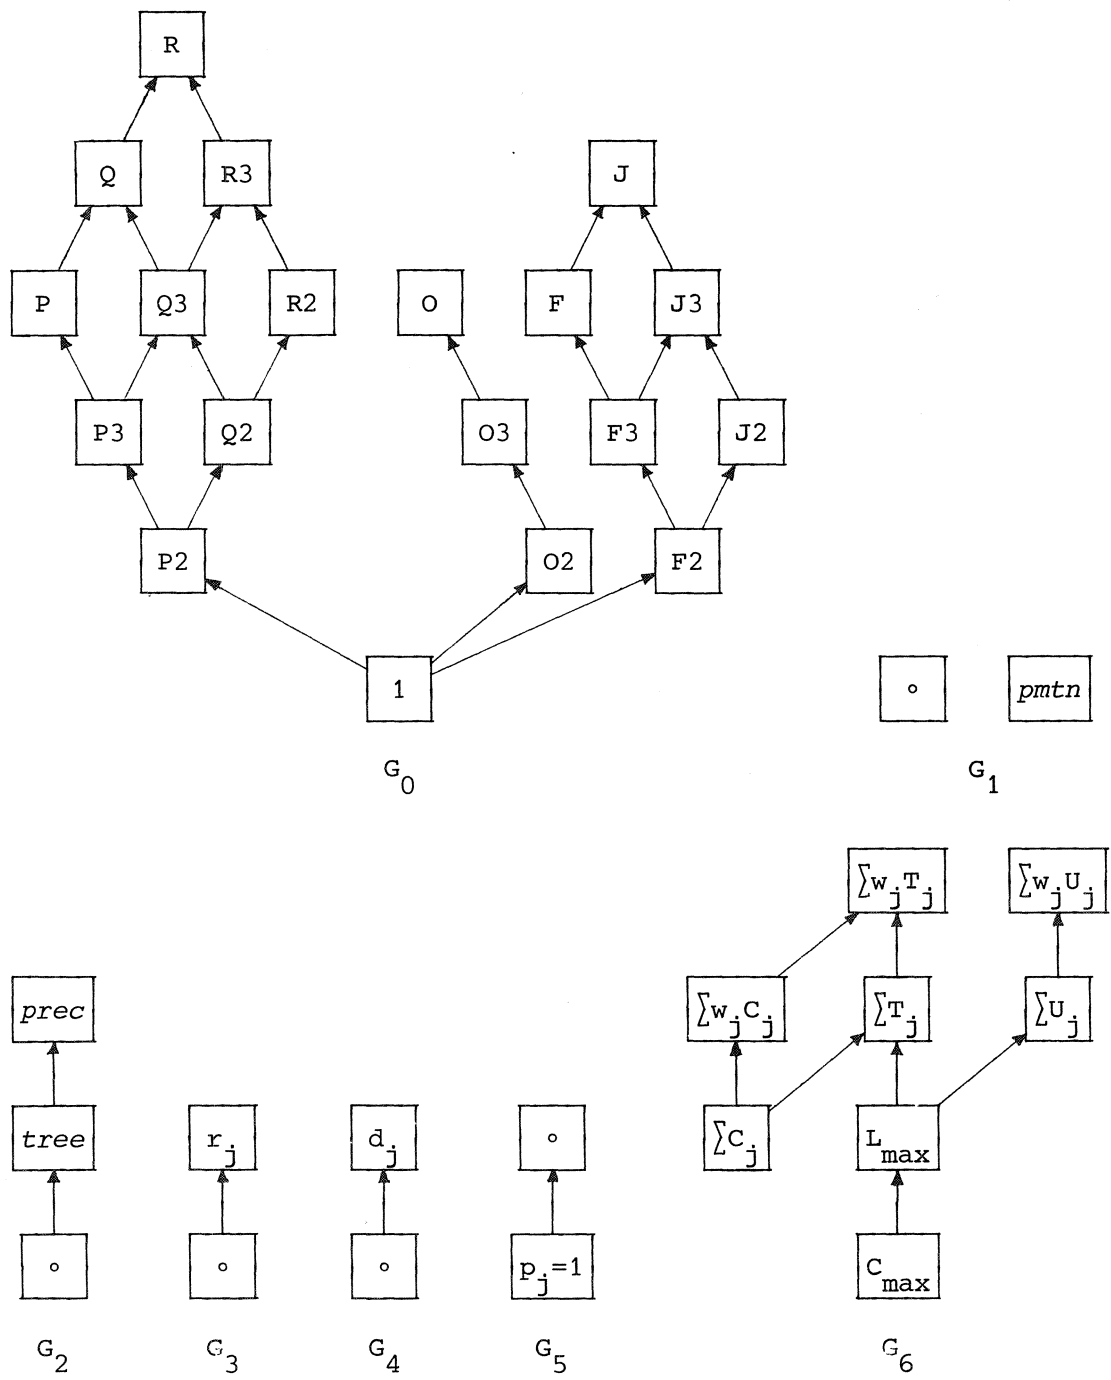 R
Q R3 J
P Q3 R2 O F J3
P3 Q2 O3 F3 J2
P2 O2 F2
1 ∘ pmtn
G₀ G₁
∑wⱼTⱼ ∑wⱼUⱼ
prec ∑wⱼCⱼ ∑Tⱼ ∑Uⱼ
tree rⱼ dⱼ ∘ ∑Cⱼ Lmax
∘ ∘ ∘ pⱼ=1 Cmax
G₂ G₃ G₄ G₅ G₆